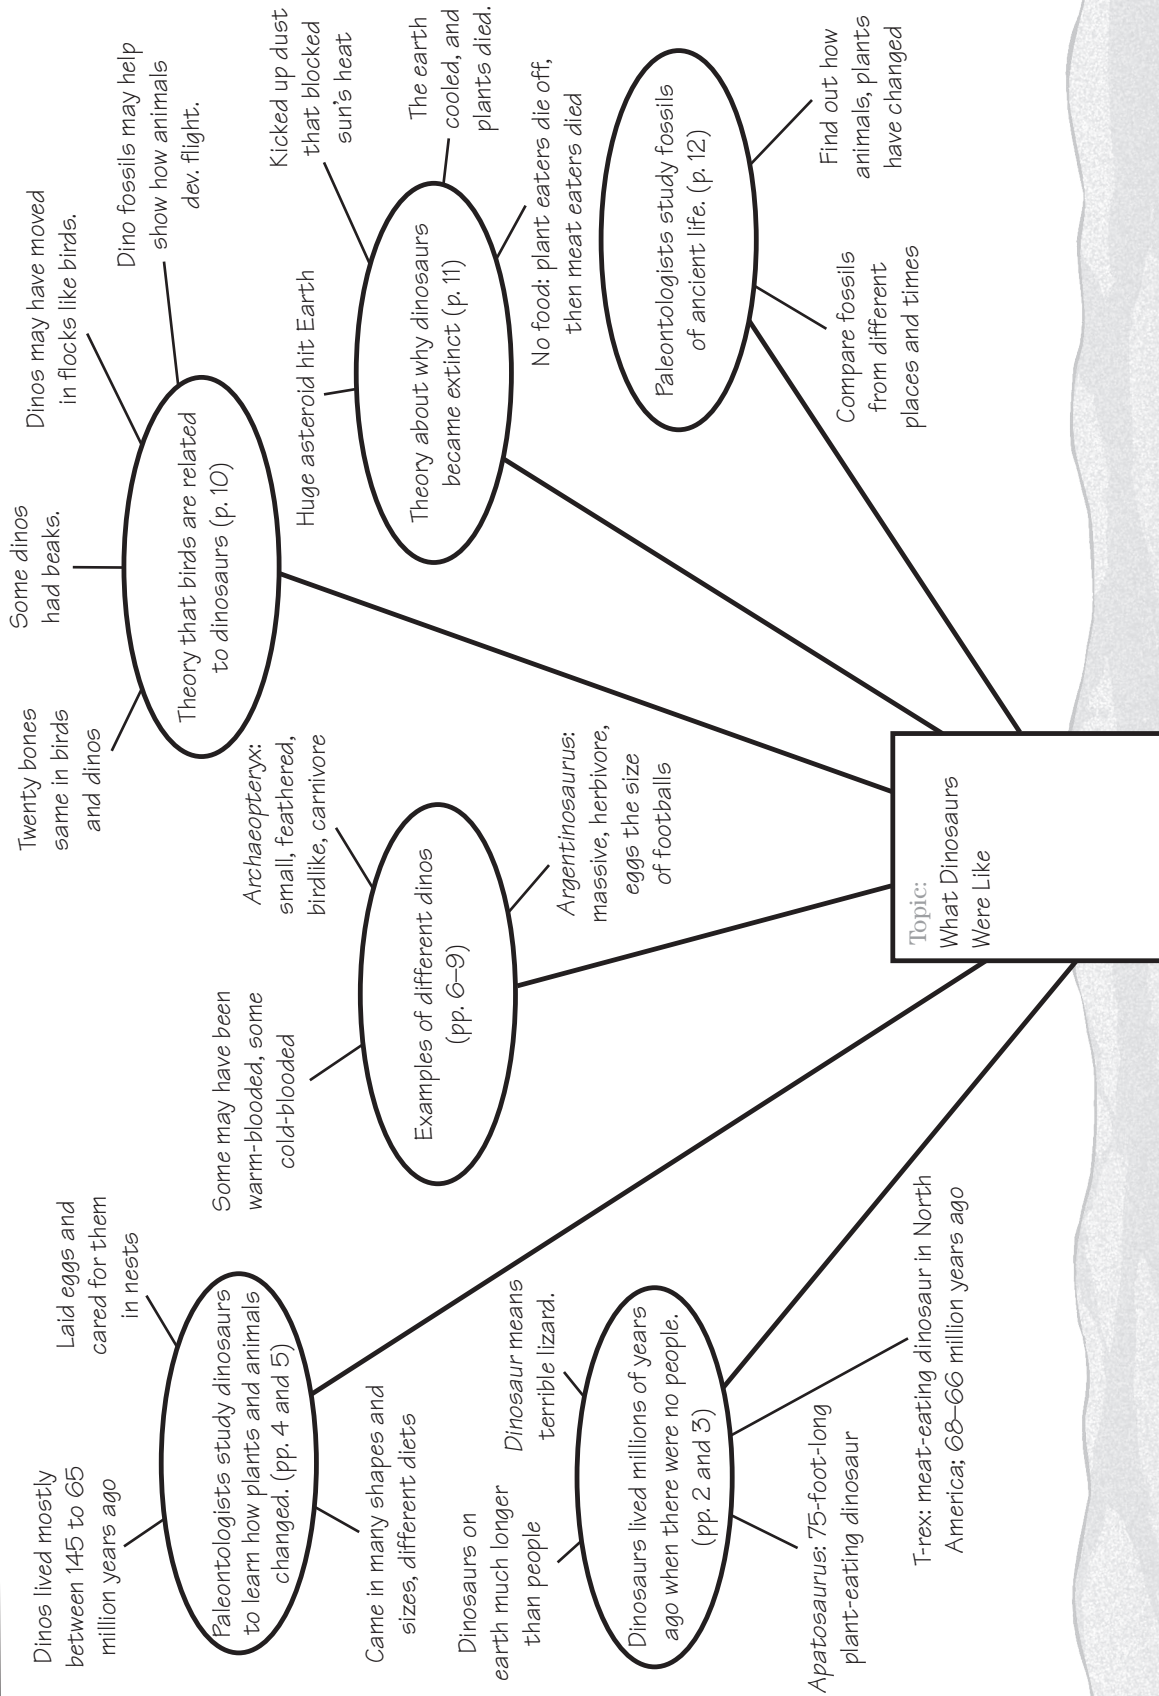 Dinos lived mostly
between 145 to 65
million years ago
Laid eggs and
cared for them
in nests
Paleontologists study dinosaurs
to learn how plants and animals
changed. (pp. 4 and 5)
Came in many shapes and
sizes, different diets
Dinosaurs on
earth much longer
than people
Dinosaur means
terrible lizard.
Dinosaurs lived millions of years
ago when there were no people.
(pp. 2 and 3)
Apatosaurus: 75-foot-long
plant-eating dinosaur
T-rex: meat-eating dinosaur in North
America; 68–66 million years ago
Some may have been
warm-blooded, some
cold-blooded
Archaeopteryx:
small, feathered,
birdlike, carnivore
Examples of different dinos
(pp. 6–9)
Argentinosaurus:
massive, herbivore,
eggs the size
of footballs
Twenty bones
same in birds
and dinos
Some dinos
had beaks.
Dinos may have moved
in flocks like birds.
Dino fossils may help
show how animals
dev. flight.
Theory that birds are related
to dinosaurs (p. 10)
Huge asteroid hit Earth
Kicked up dust
that blocked
sun's heat
The earth
cooled, and
plants died.
Theory about why dinosaurs
became extinct (p. 11)
No food: plant eaters die off,
then meat eaters died
Paleontologists study fossils
of ancient life. (p. 12)
Compare fossils
from different
places and times
Find out how
animals, plants
have changed
Topic:
What Dinosaurs
Were Like